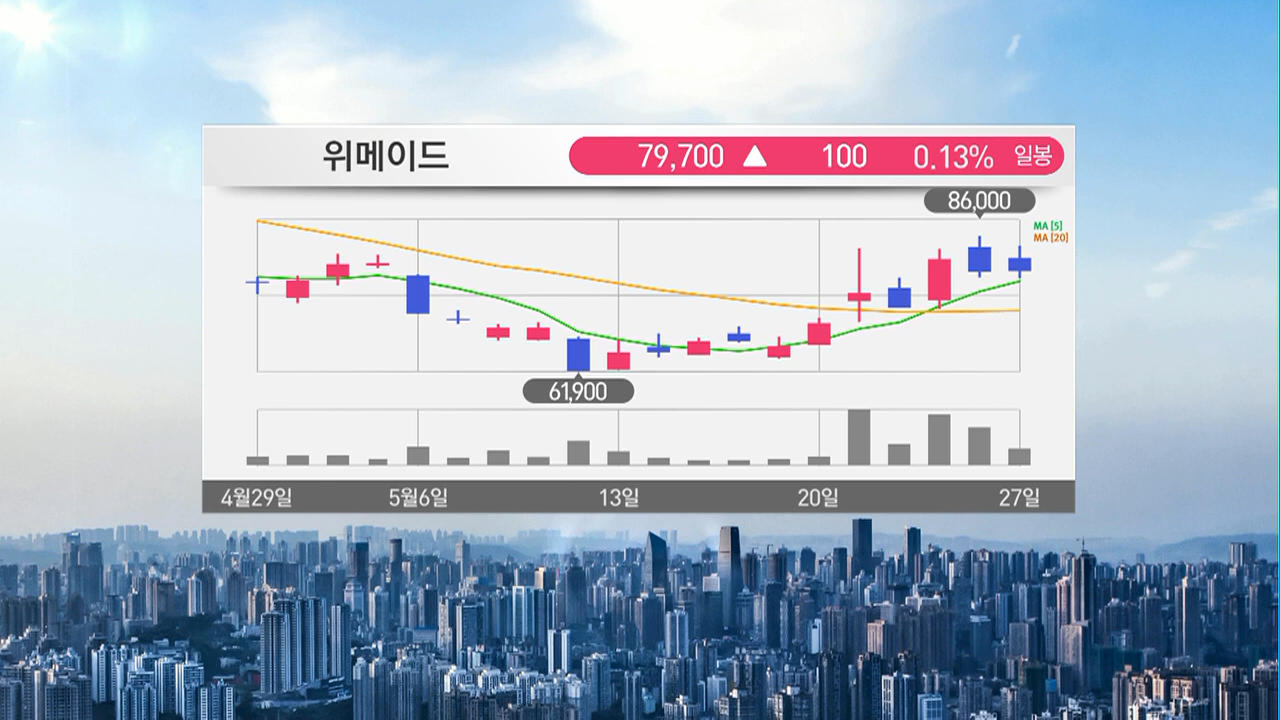 위메이드 79,700 ▲ 100 0.13% 일봉
86,000
MA [5]
MA [20]
61,900
4월29일 5월6일 13일 20일 27일